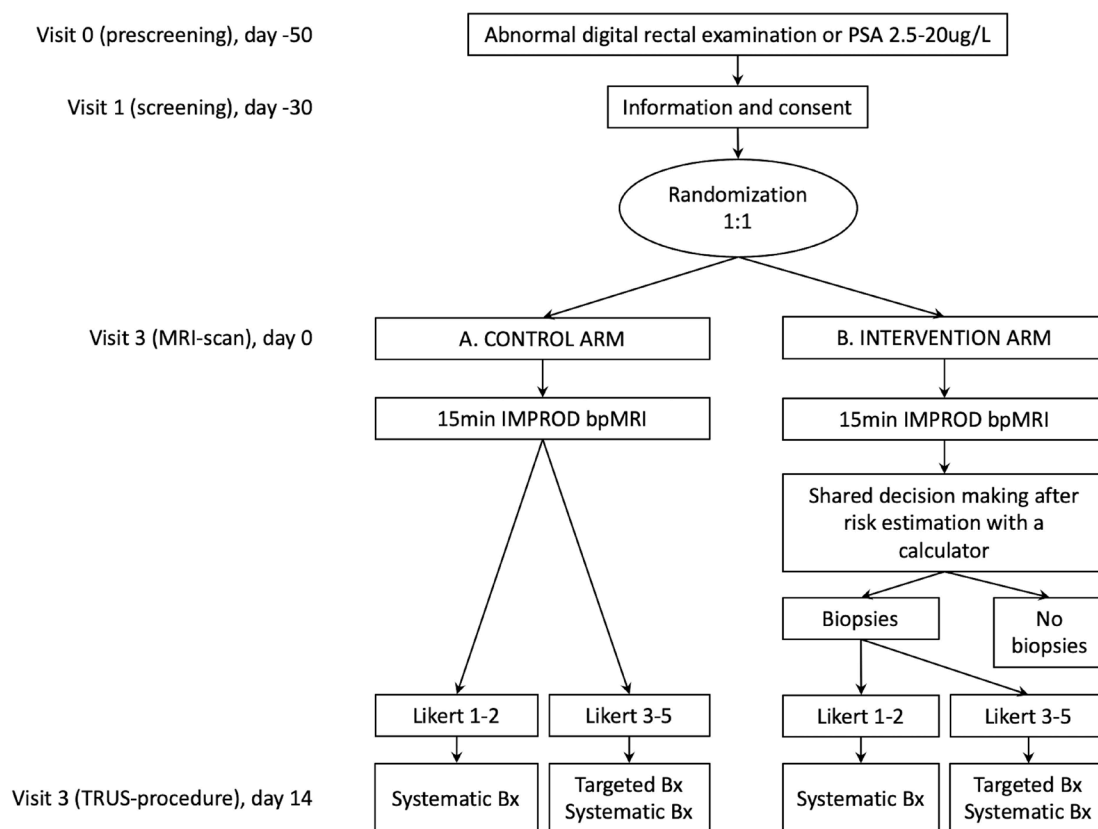 Visit 0 (prescreening), day -50
Abnormal digital rectal examination or PSA 2.5-20ug/L
Visit 1 (screening), day -30
Information and consent
Randomization
1:1
Visit 3 (MRI-scan), day 0
A. CONTROL ARM
B. INTERVENTION ARM
15min IMPROD bpMRI
15min IMPROD bpMRI
Shared decision making after
risk estimation with a
calculator
Biopsies
No
biopsies
Likert 1-2
Likert 3-5
Likert 1-2
Likert 3-5
Visit 3 (TRUS-procedure), day 14
Systematic Bx
Targeted Bx
Systematic Bx
Systematic Bx
Targeted Bx
Systematic Bx